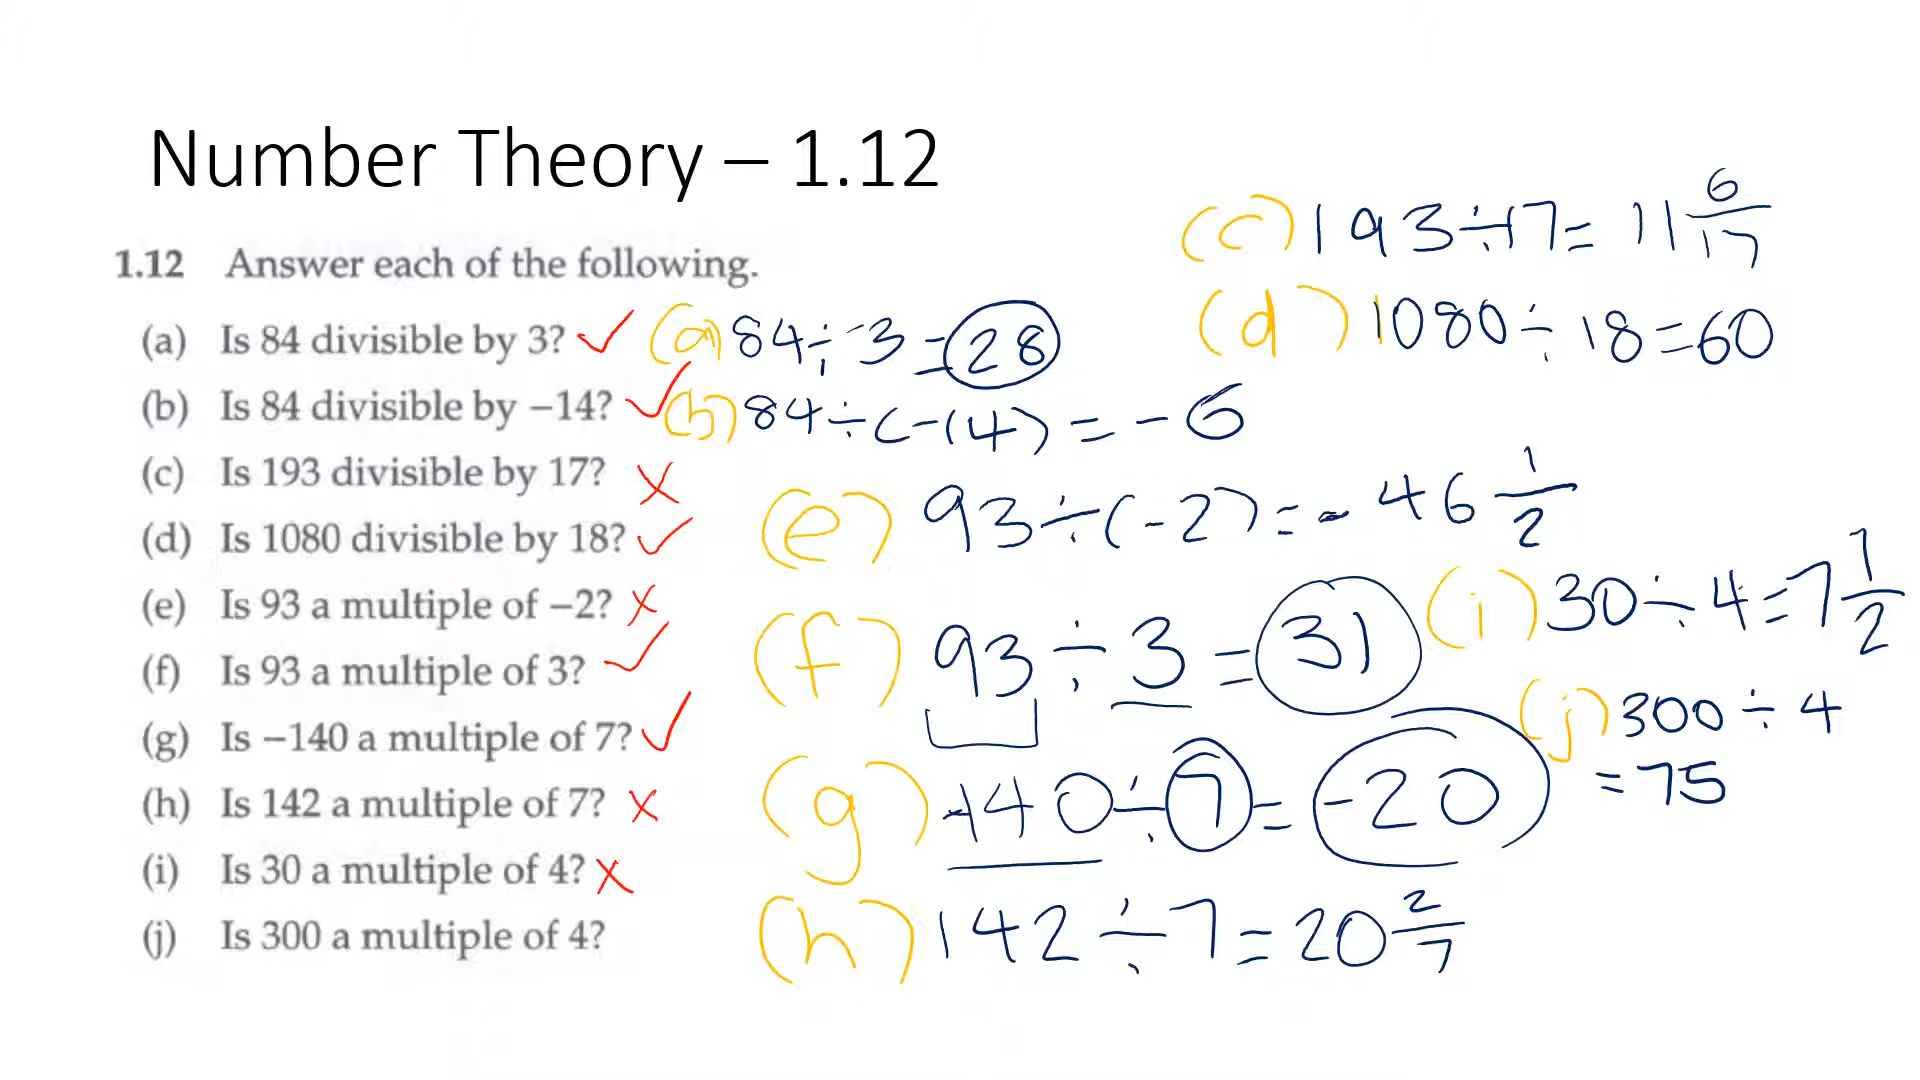 Number Theory – 1.12
1.12 Answer each of the following.
(a) Is 84 divisible by 3? ✓
(b) Is 84 divisible by −14? ✓
(c) Is 193 divisible by 17? ✗
(d) Is 1080 divisible by 18? ✓
(e) Is 93 a multiple of −2? ✗
(f) Is 93 a multiple of 3? ✓
(g) Is −140 a multiple of 7? ✓
(h) Is 142 a multiple of 7? ✗
(i) Is 30 a multiple of 4? ✗
(j) Is 300 a multiple of 4?
(a) 84 ÷ 3 = 28
(b) 84 ÷ (-14) = -6
(c) 193 ÷ 17 = 11 6/17
(d) 1080 ÷ 18 = 60
(e) 93 ÷ (-2) = -46 1/2
(f) 93 ÷ 3 = 31
(g) -140 ÷ 7 = -20
(h) 142 ÷ 7 = 20 2/7
(i) 30 ÷ 4 = 7 1/2
(j) 300 ÷ 4
= 75